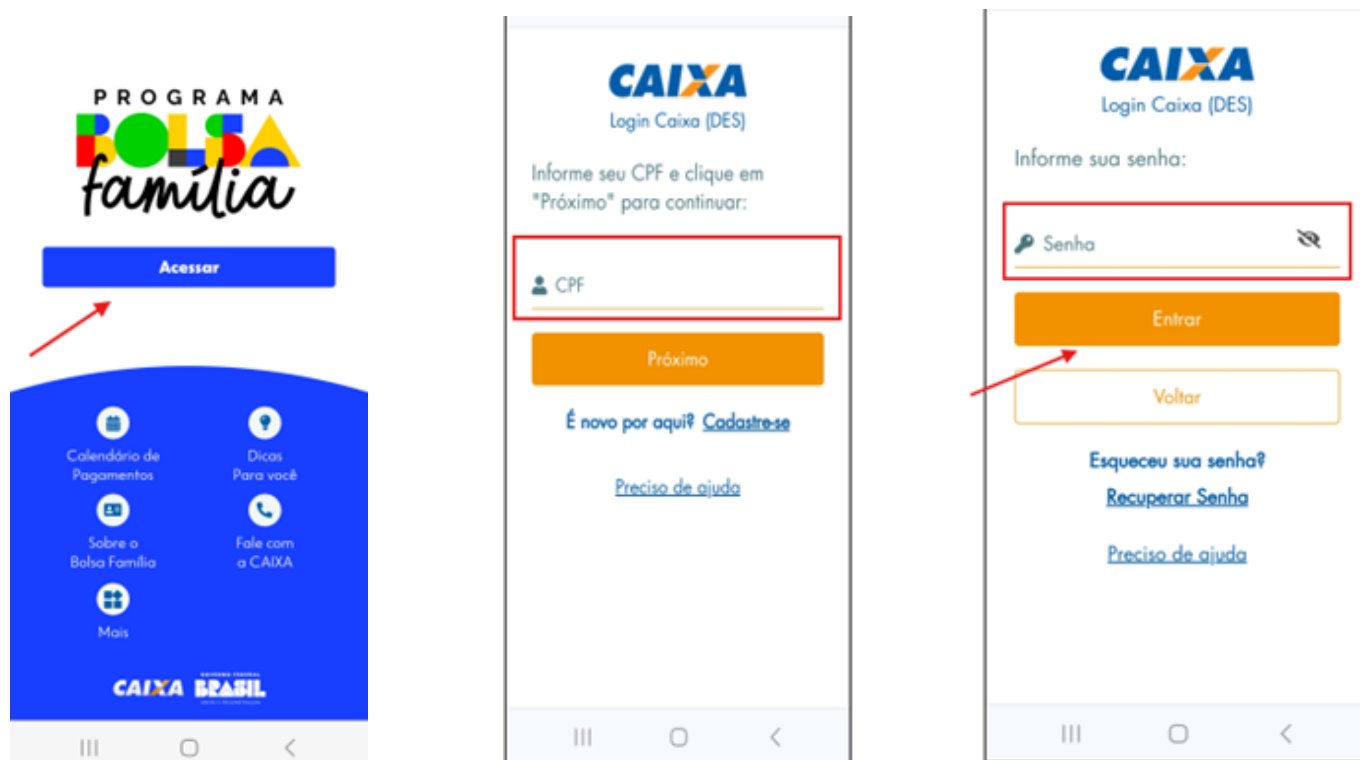 PROGRAMA
BOLSA
família
Acessar
Calendário de
Pagamentos
Dicas
Para você
Sobre o
Bolsa Família
Fale com
a CAIXA
Mais
CAIXA
GOVERNO FEDERAL
BRASIL
CAIXA
Login Caixa (DES)
Informe seu CPF e clique em
"Próximo" para continuar:
CPF
Próximo
É novo por aqui? Cadastre-se
Preciso de ajuda
CAIXA
Login Caixa (DES)
Informe sua senha:
Senha
Entrar
Voltar
Esqueceu sua senha?
Recuperar Senha
Preciso de ajuda